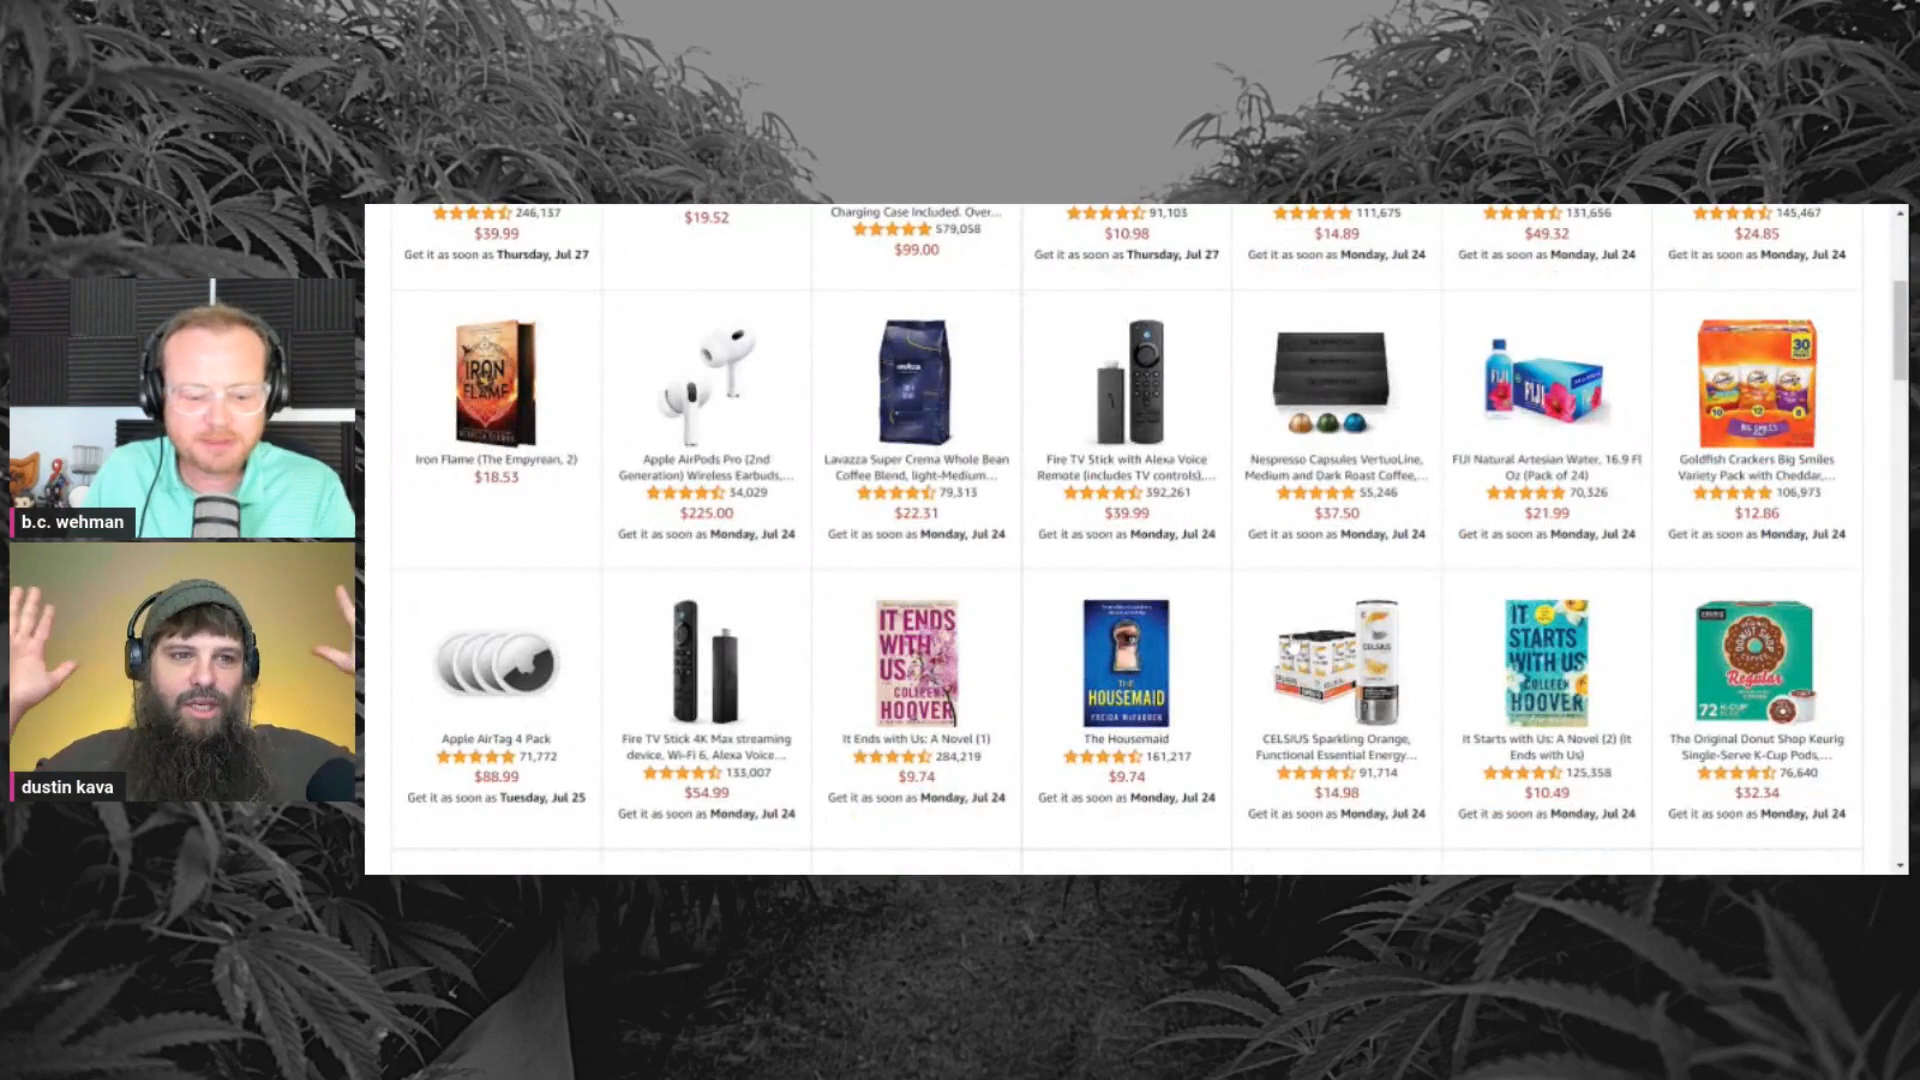 246,137
$39.99
Get it as soon as Thursday, Jul 27
$19.52
Charging Case Included. Over...
579,058
$99.00
91,103
$10.98
Get it as soon as Thursday, Jul 27
111,675
$14.89
Get it as soon as Monday, Jul 24
131,656
$49.32
Get it as soon as Monday, Jul 24
145,467
$24.85
Get it as soon as Monday, Jul 24
IRON
FLAME
Iron Flame (The Empyrean, 2)
$18.53
Apple AirPods Pro (2nd
Generation) Wireless Earbuds,...
34,029
$225.00
Get it as soon as Monday, Jul 24
LAVAZZA
Lavazza Super Crema Whole Bean
Coffee Blend, light-Medium...
79,313
$22.31
Get it as soon as Monday, Jul 24
Fire TV Stick with Alexa Voice
Remote (includes TV controls),...
392,261
$39.99
Get it as soon as Monday, Jul 24
Nespresso Capsules VertuoLine,
Medium and Dark Roast Coffee,...
55,246
$37.50
Get it as soon as Monday, Jul 24
FIJI
FIJI
FIJI Natural Artesian Water, 16.9 Fl
Oz (Pack of 24)
70,326
$21.99
Get it as soon as Monday, Jul 24
30
10
12
8
BIG SMILES
Goldfish Crackers Big Smiles
Variety Pack with Cheddar,...
106,973
$12.86
Get it as soon as Monday, Jul 24
Apple AirTag 4 Pack
71,772
$88.99
Get it as soon as Tuesday, Jul 25
Fire TV Stick 4K Max streaming
device, Wi-Fi 6, Alexa Voice...
133,007
$54.99
Get it as soon as Monday, Jul 24
IT ENDS
WITH
US
COLLEEN
HOOVER
It Ends with Us: A Novel (1)
284,219
$9.74
Get it as soon as Monday, Jul 24
THE
HOUSEMAID
FREIDA McFADDEN
The Housemaid
161,217
$9.74
Get it as soon as Monday, Jul 24
CELSIUS
CELSIUS Sparkling Orange,
Functional Essential Energy...
91,714
$14.98
Get it as soon as Monday, Jul 24
IT
STARTS
WITH US
COLLEEN
HOOVER
It Starts with Us: A Novel (2) (It
Ends with Us)
125,358
$10.49
Get it as soon as Monday, Jul 24
KEURIG
DONUT SHOP
COFFEE
Regular
72 K-CUP
The Original Donut Shop Keurig
Single-Serve K-Cup Pods,...
76,640
$32.34
Get it as soon as Monday, Jul 24
b.c. wehman
dustin kava